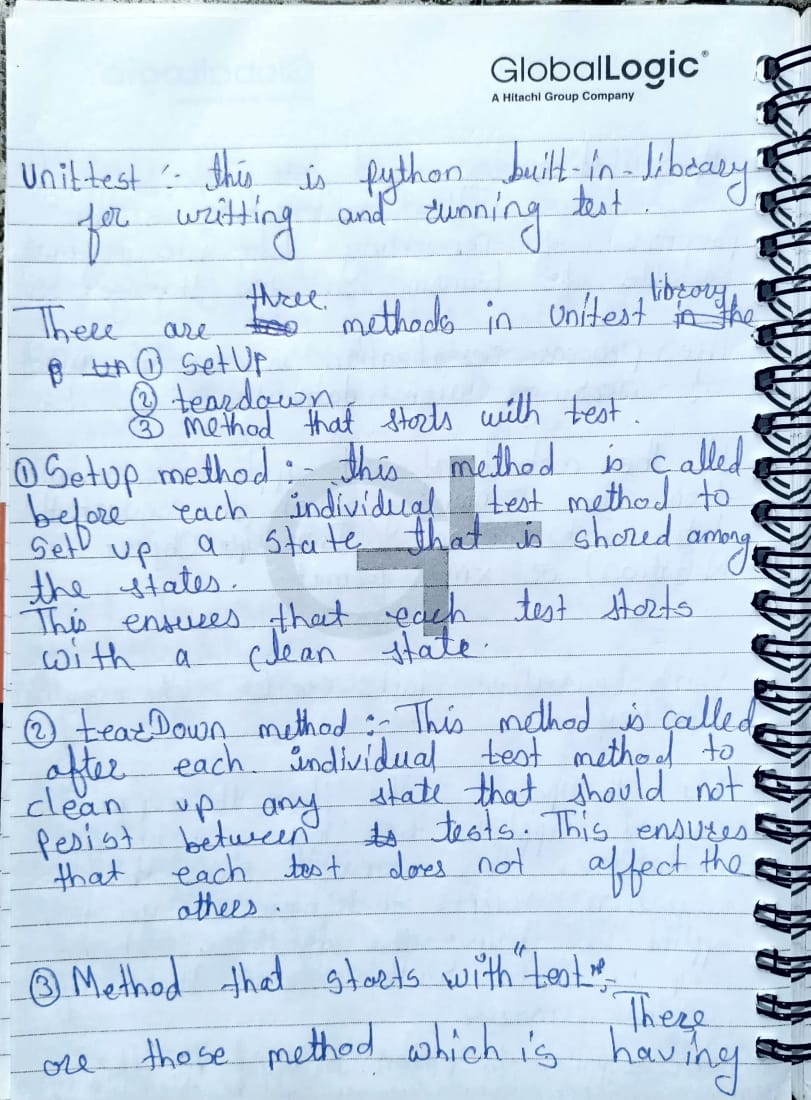 GlobalLogic®
A Hitachi Group Company
Unittest :- this is python built-in-library
for writting and running test.
three library
There are methods in Unitest the
① SetUp
② teardown.
③ method that starts with test.
① Setup method :- this method is called
before each individual test method to
set up a state that is shared among
the states.
This ensures that each test starts
with a clean state.
② tearDown method :- This method is called
after each individual test method to
clean up any state that should not
Pesist between tests. This ensures
that each test does not affect the
others.
③ Method that starts with "test" :-
There
are those method which is having